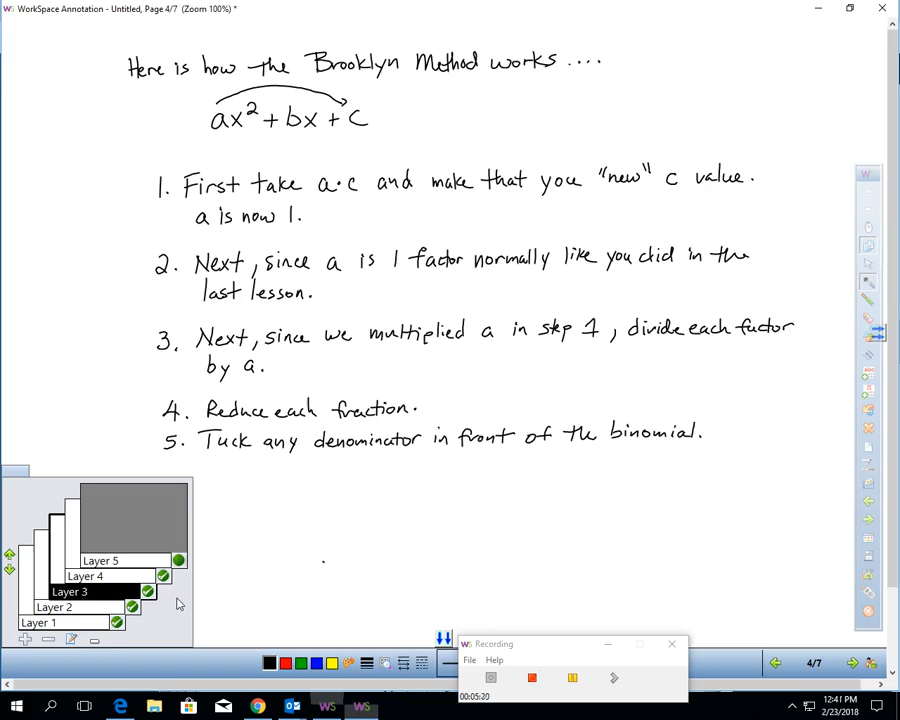 WorkSpace Annotation - Untitled, Page 4/7 (Zoom 100%) *
Here is how the Brooklyn Method works ....
ax² + bx + c
1. First take a·c and make that you "new" c value.
a is now 1.
2. Next, since a is 1 factor normally like you did in the
last lesson.
3. Next, since we multiplied a in step 1, divide each factor
by a.
4. Reduce each fraction.
5. Tuck any denominator in front of the binomial.
Layer 5
Layer 4
Layer 3
Layer 2
Layer 1
WS Recording
File Help
00:05:20
4/7
12:41 PM
2/23/2018